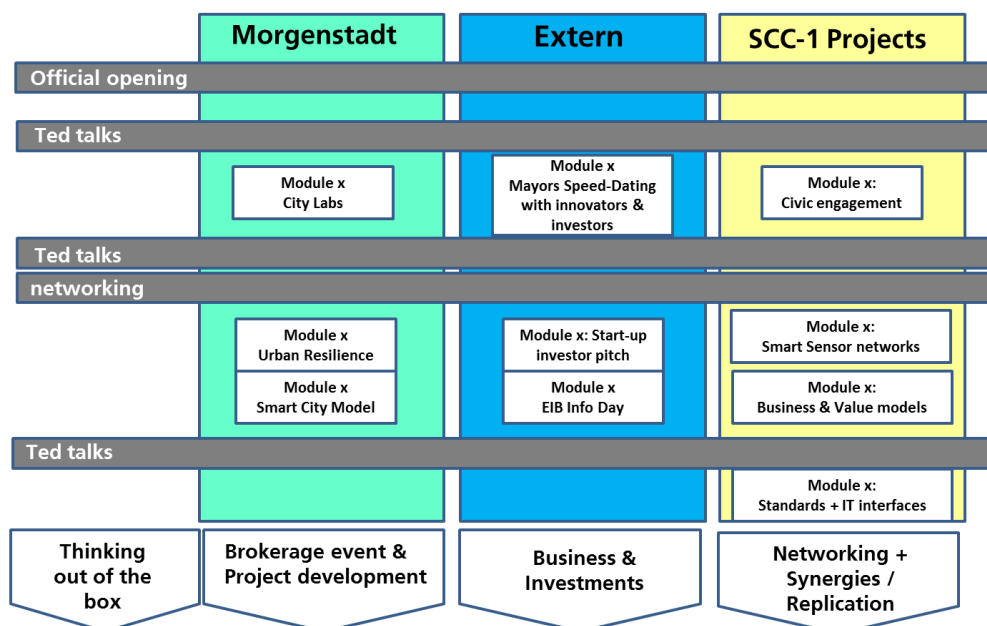 Morgenstadt
Extern
SCC-1 Projects
Official opening
Ted talks
Module x
City Labs
Module x
Mayors Speed-Dating
with innovators &
investors
Module x:
Civic engagement
Ted talks
networking
Module x
Urban Resilience
Module x: Start-up
investor pitch
Module x:
Smart Sensor networks
Module x
Smart City Model
Module x
EIB Info Day
Module x:
Business & Value models
Ted talks
Module x:
Standards + IT interfaces
Thinking
out of the
box
Brokerage event &
Project development
Business &
Investments
Networking +
Synergies /
Replication